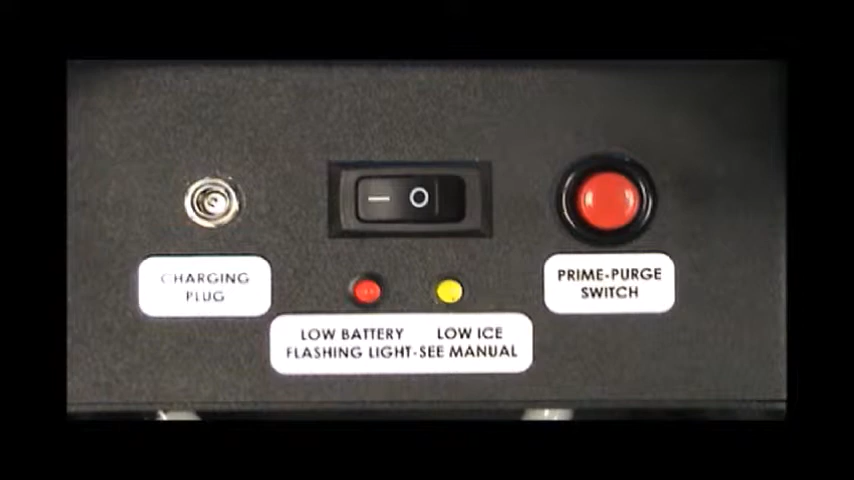 CHARGING
PLUG
LOW BATTERY LOW ICE
FLASHING LIGHT-SEE MANUAL
PRIME-PURGE
SWITCH